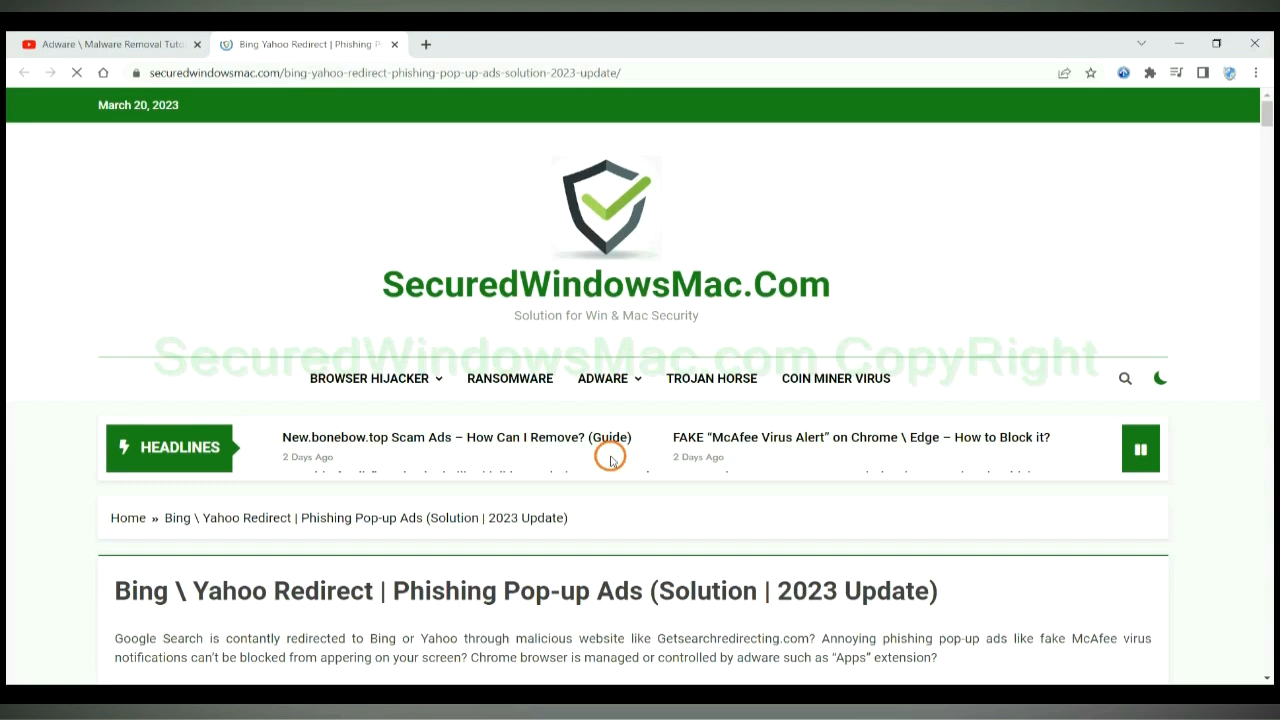 Adware \ Malware Removal Tuto
Bing Yahoo Redirect | Phishing P
securedwindowsmac.com/bing-yahoo-redirect-phishing-pop-up-ads-solution-2023-update/
March 20, 2023
SecuredWindowsMac.Com
Solution for Win & Mac Security
SecuredWindowsMac.com CopyRight
BROWSER HIJACKER RANSOMWARE ADWARE TROJAN HORSE COIN MINER VIRUS
HEADLINES
New.bonebow.top Scam Ads – How Can I Remove? (Guide)
2 Days Ago
FAKE “McAfee Virus Alert” on Chrome \ Edge – How to Block it?
2 Days Ago
Home » Bing \ Yahoo Redirect | Phishing Pop-up Ads (Solution | 2023 Update)
Bing \ Yahoo Redirect | Phishing Pop-up Ads (Solution | 2023 Update)
Google Search is contantly redirected to Bing or Yahoo through malicious website like Getsearchredirecting.com? Annoying phishing pop-up ads like fake McAfee virus
notifications can’t be blocked from appering on your screen? Chrome browser is managed or controlled by adware such as “Apps” extension?